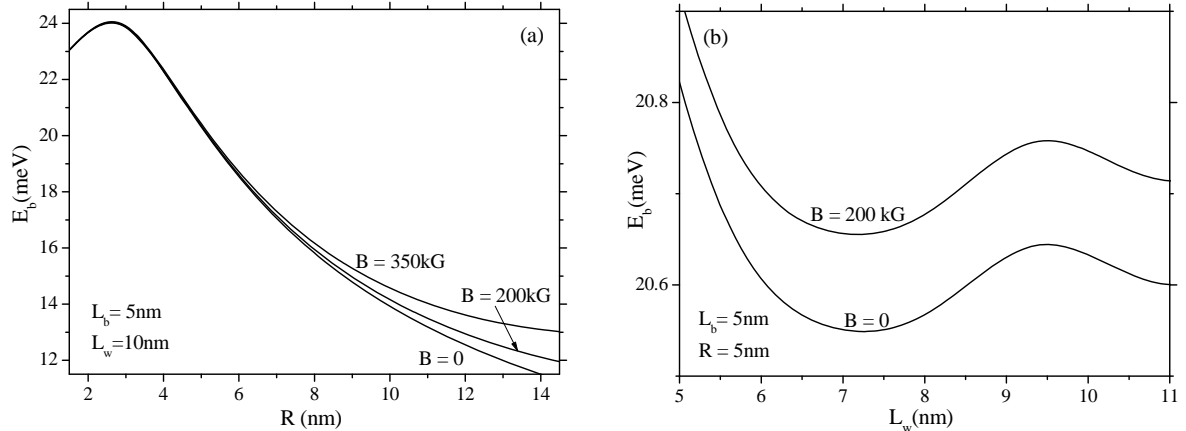 (a)
24
22
20
18
16
14
12
E_b(meV)
B = 350kG
B = 200kG
B = 0
L_b= 5nm
L_w=10nm
2 4 6 8 10 12 14
R (nm)
(b)
20.8
20.6
E_b(meV)
B = 200 kG
B = 0
L_b= 5nm
R = 5nm
5 6 7 8 9 10 11
L_w(nm)